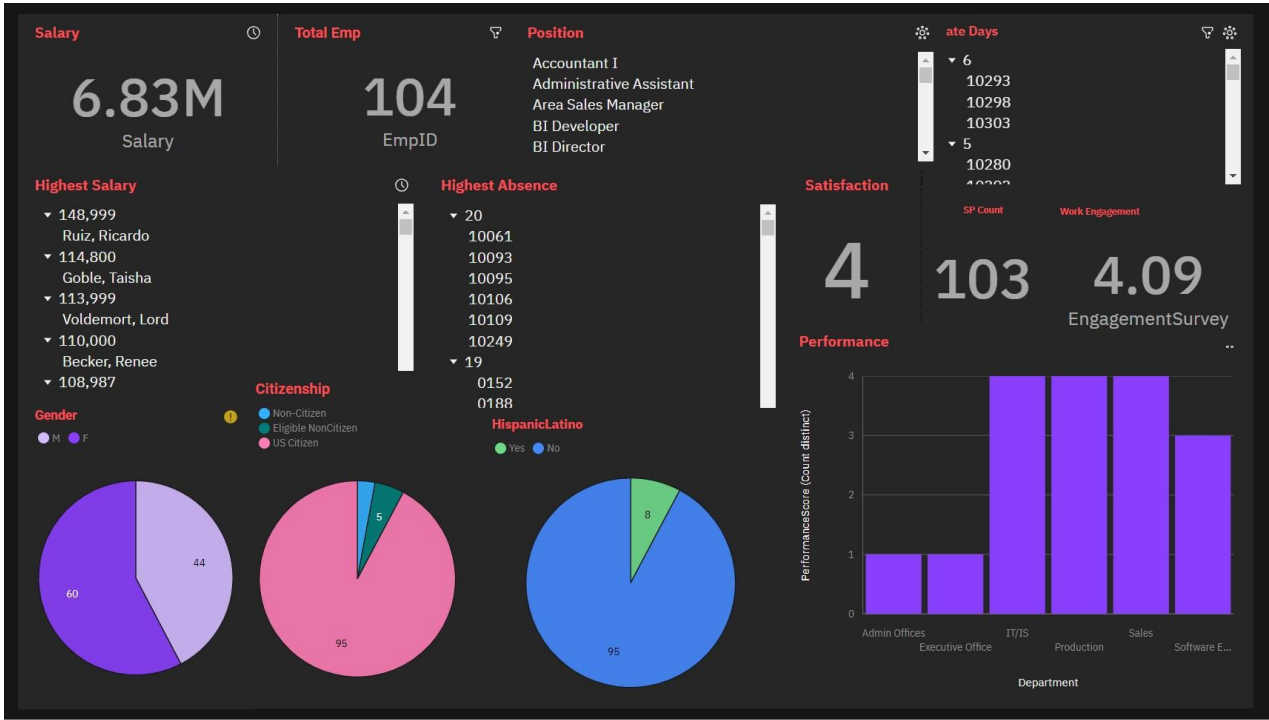 Salary
6.83M
Salary
Total Emp
104
EmpID
Position
Accountant I
Administrative Assistant
Area Sales Manager
BI Developer
BI Director
ate Days
6
10293
10298
10303
5
10280
Highest Salary
148,999
Ruiz, Ricardo
114,800
Goble, Taisha
113,999
Voldemort, Lord
110,000
Becker, Renee
108,987
Highest Absence
20
10061
10093
10095
10106
10109
10249
19
0152
0188
Satisfaction
4
SP Count
103
Work Engagement
4.09
EngagementSurvey
Gender
M F
44
60
Citizenship
Non-Citizen
Eligible NonCitizen
US Citizen
5
95
HispanicLatino
Yes No
8
95
Performance
PerformanceScore (Count distinct)
4
3
2
1
0
Admin Offices
Executive Office
IT/IS
Production
Sales
Software E...
Department